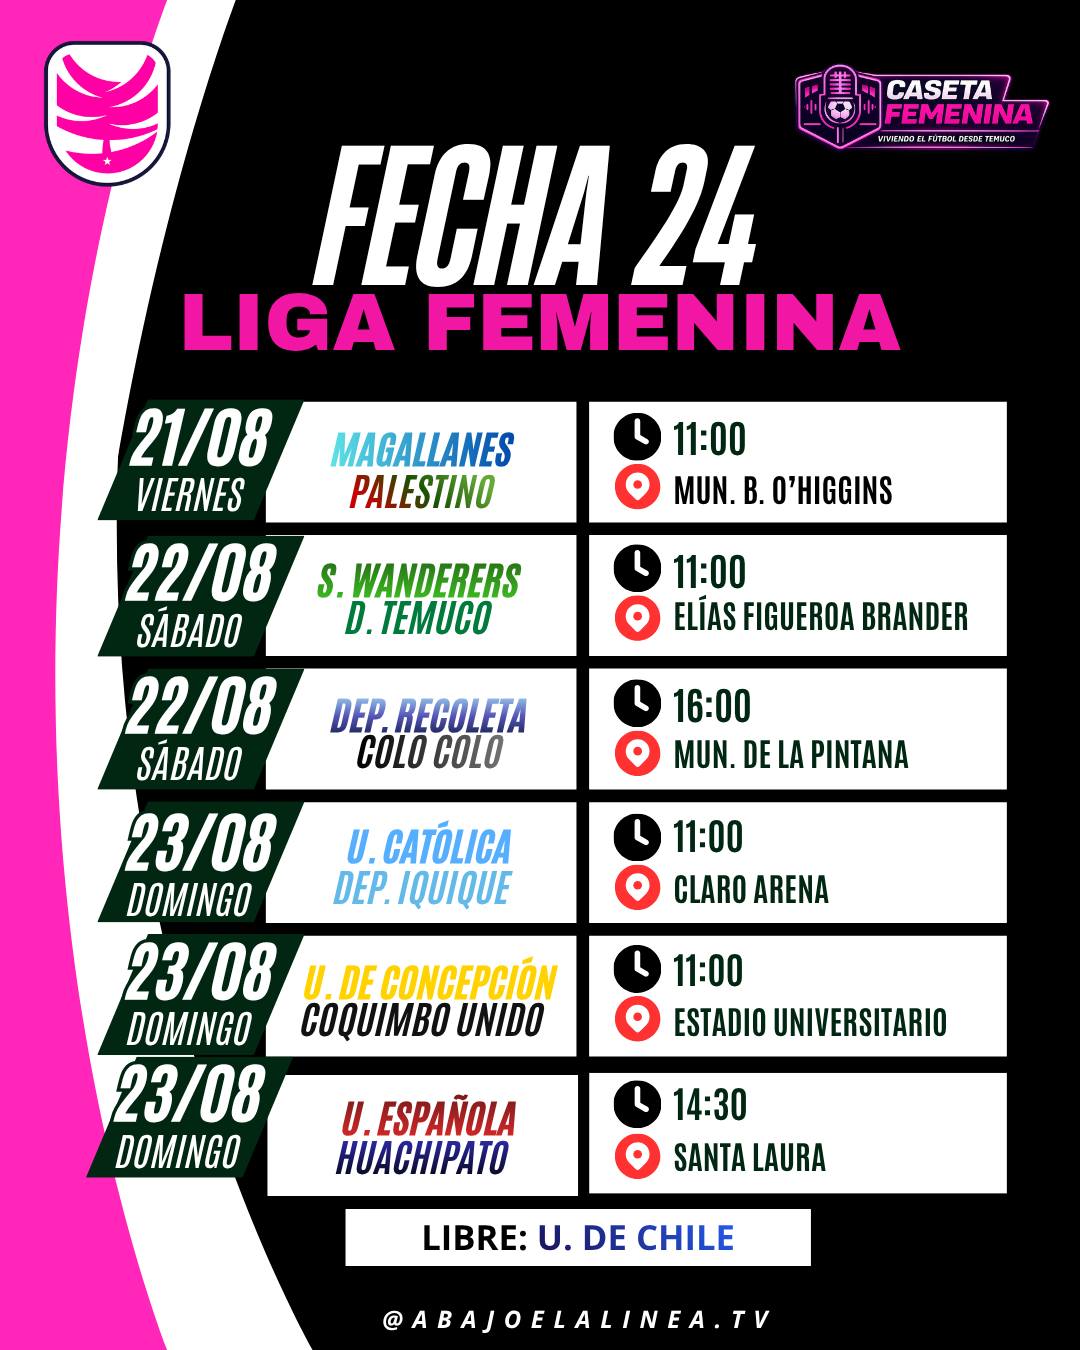 CASETA
FEMENINA
VIVIENDO EL FÚTBOL DESDE TEMUCO
FECHA 24
LIGA FEMENINA
21/08
VIERNES
MAGALLANES
PALESTINO
11:00
MUN. B. O’HIGGINS
22/08
SÁBADO
S. WANDERERS
D. TEMUCO
11:00
ELÍAS FIGUEROA BRANDER
22/08
SÁBADO
DEP. RECOLETA
COLO COLO
16:00
MUN. DE LA PINTANA
23/08
DOMINGO
U. CATÓLICA
DEP. IQUIQUE
11:00
CLARO ARENA
23/08
DOMINGO
U. DE CONCEPCIÓN
COQUIMBO UNIDO
11:00
ESTADIO UNIVERSITARIO
23/08
DOMINGO
U. ESPAÑOLA
HUACHIPATO
14:30
SANTA LAURA
LIBRE: U. DE CHILE
@ABAJOELALINEA.TV